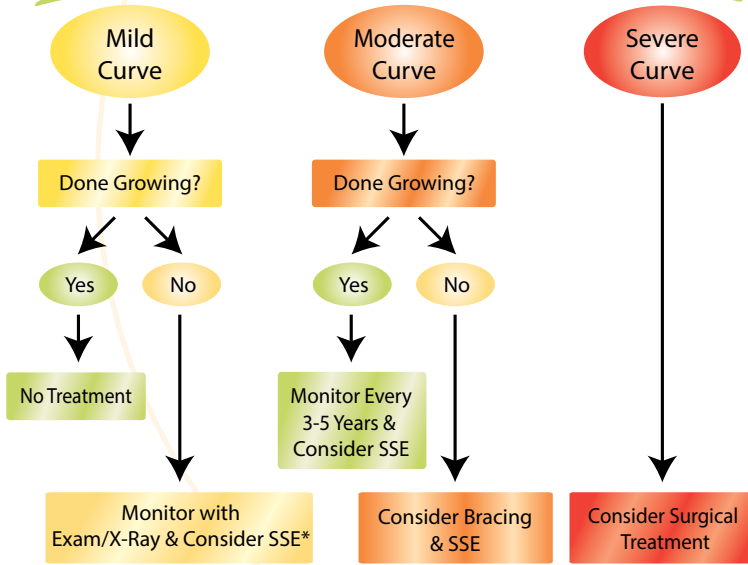 Mild
Curve
Moderate
Curve
Severe
Curve
Done Growing?
Done Growing?
Yes
No
Yes
No
No Treatment
Monitor Every
3-5 Years &
Consider SSE
Monitor with
Exam/X-Ray & Consider SSE*
Consider Bracing
& SSE
Consider Surgical
Treatment